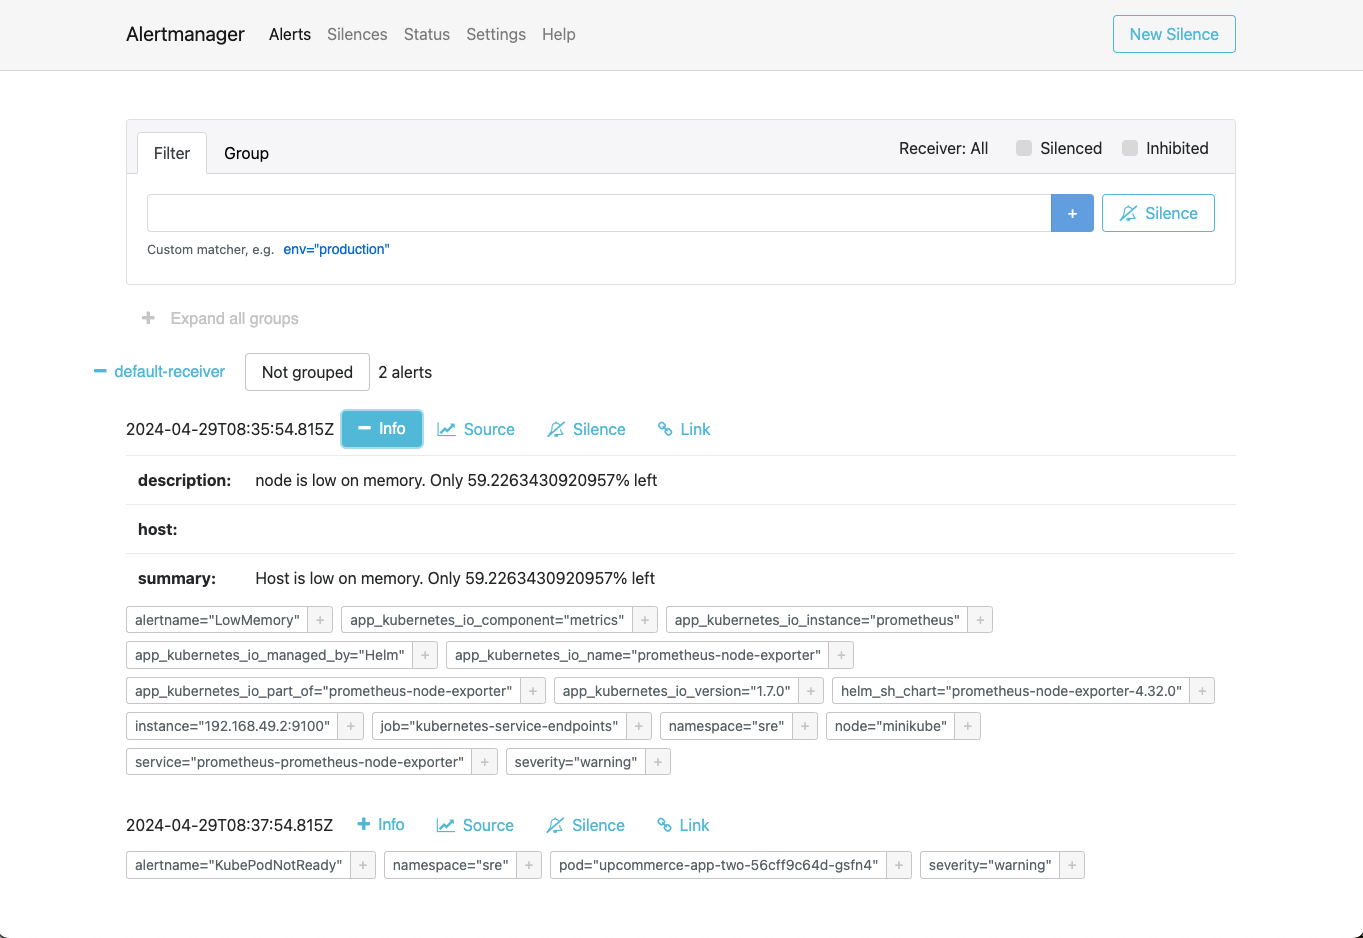 Alertmanager Alerts Silences Status Settings Help New Silence
Filter Group Receiver: All Silenced Inhibited
+ Silence
Custom matcher, e.g. env="production"
+ Expand all groups
− default-receiver Not grouped 2 alerts
2024-04-29T08:35:54.815Z − Info Source Silence Link
description: node is low on memory. Only 59.2263430920957% left
host:
summary: Host is low on memory. Only 59.2263430920957% left
alertname="LowMemory" + app_kubernetes_io_component="metrics" + app_kubernetes_io_instance="prometheus" +
app_kubernetes_io_managed_by="Helm" + app_kubernetes_io_name="prometheus-node-exporter" +
app_kubernetes_io_part_of="prometheus-node-exporter" + app_kubernetes_io_version="1.7.0" + helm_sh_chart="prometheus-node-exporter-4.32.0" +
instance="192.168.49.2:9100" + job="kubernetes-service-endpoints" + namespace="sre" + node="minikube" +
service="prometheus-prometheus-node-exporter" + severity="warning" +
2024-04-29T08:37:54.815Z + Info Source Silence Link
alertname="KubePodNotReady" + namespace="sre" + pod="upcommerce-app-two-56cff9c64d-gsfn4" + severity="warning" +